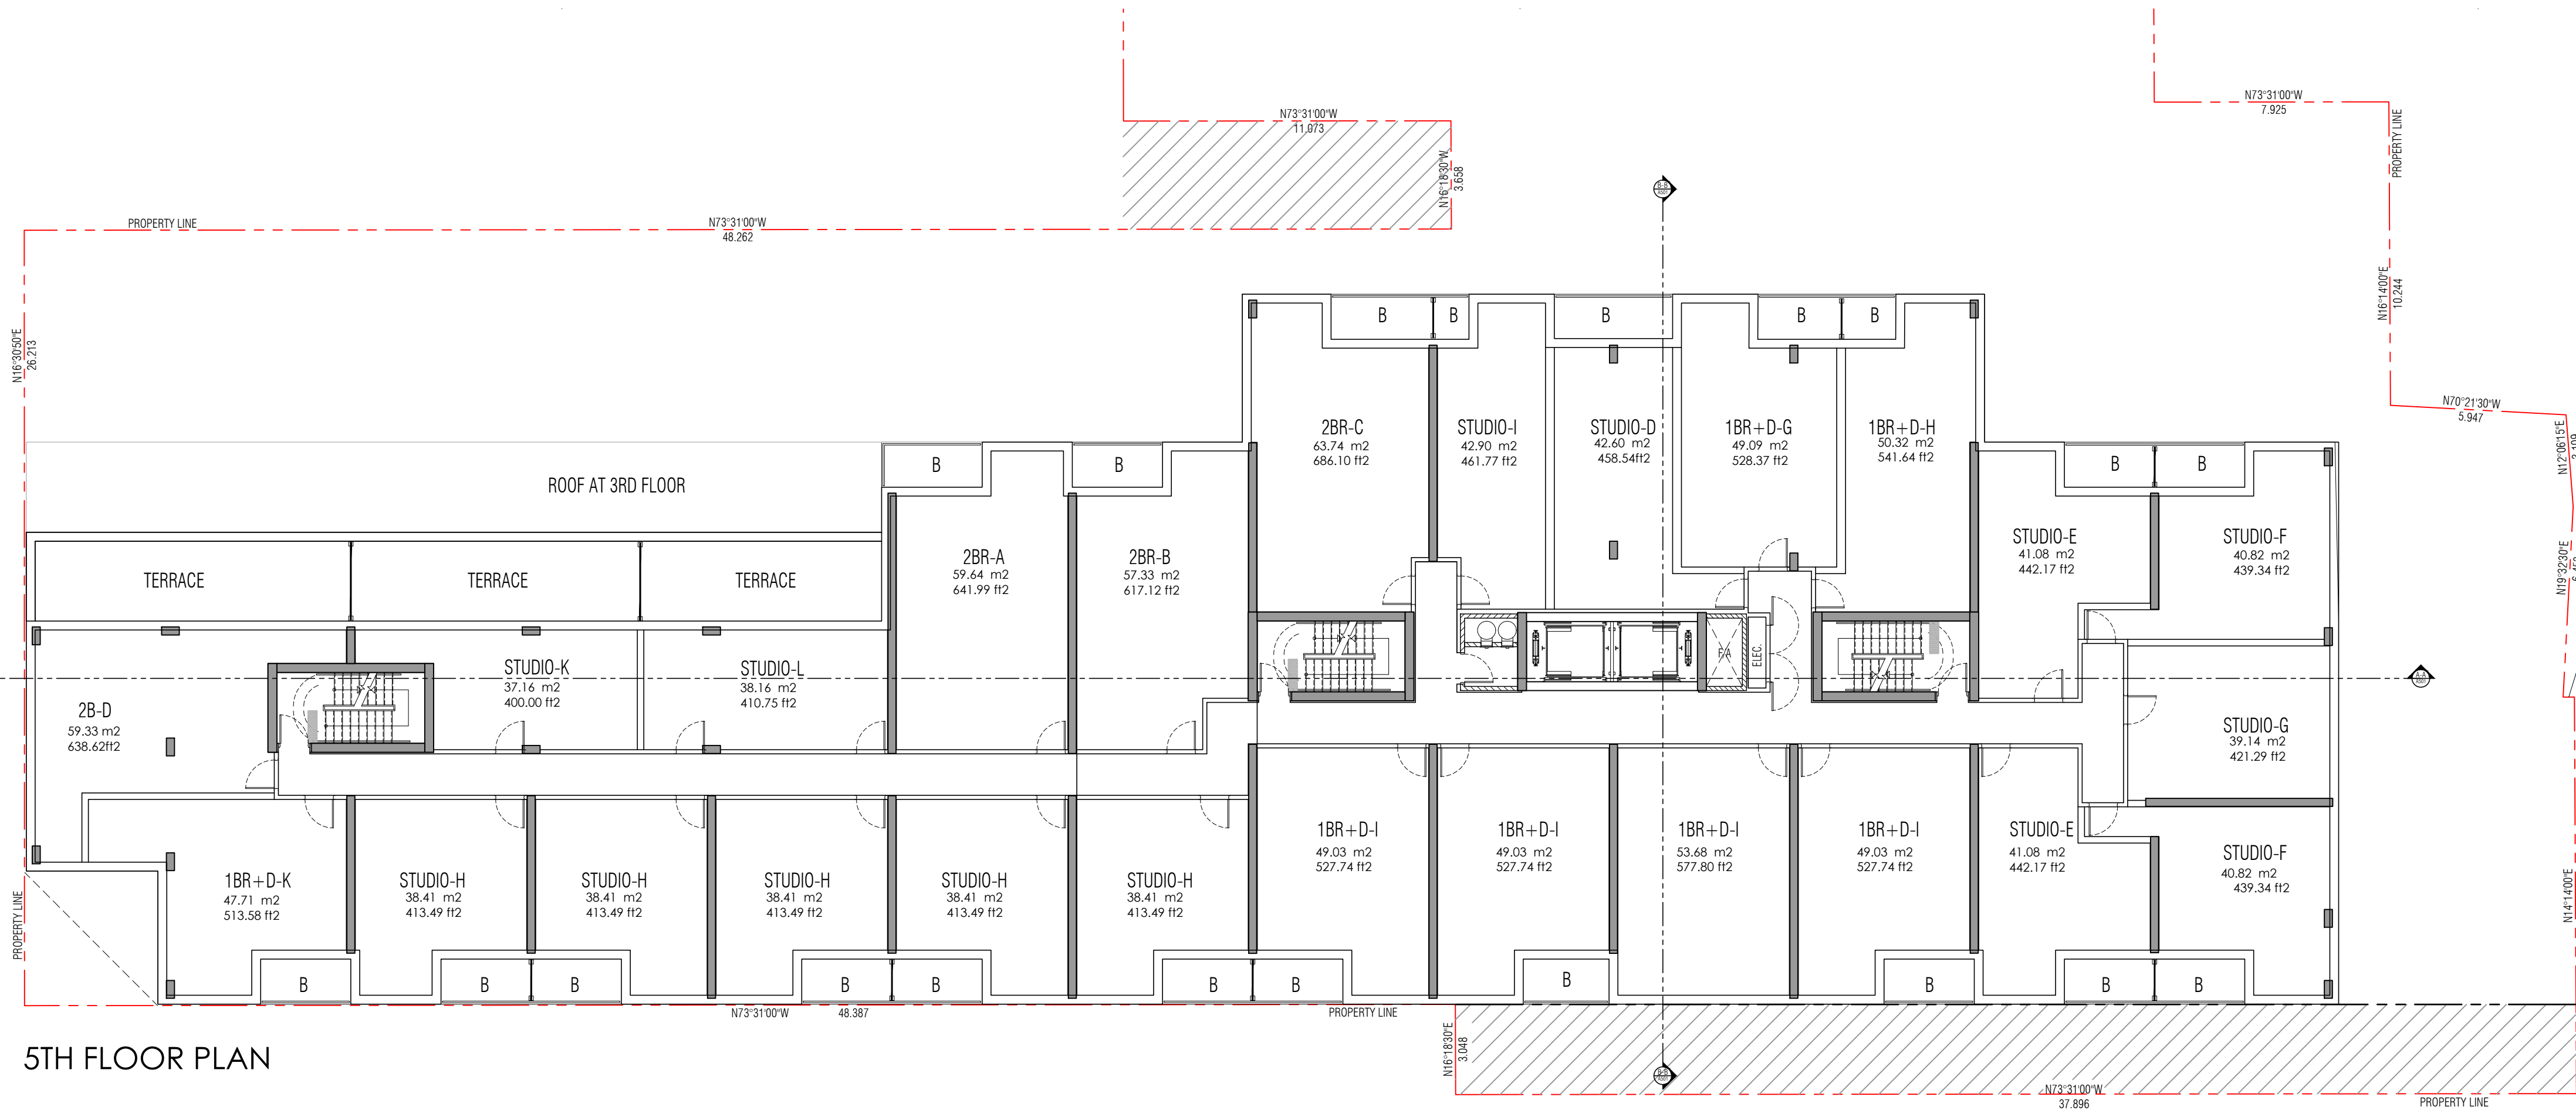 N73°31'00"W
7.925
PROPERTY LINE
N73°31'00"W
11.073
N16°18'30"W
3.658
B-B
PROPERTY LINE
N73°31'00"W
48.262
N16°14'00"E
10.244
N16°30'50"E
26.213
N70°21'30"W
5.947
N12°06'15"E
N19°32'30"E
N14°14'00"E
B
B
B
B
B
2BR-C
63.74 m2
686.10 ft2
STUDIO-I
42.90 m2
461.77 ft2
STUDIO-D
42.60 m2
458.54ft2
1BR+D-G
49.09 m2
528.37 ft2
1BR+D-H
50.32 m2
541.64 ft2
B
B
B
B
ROOF AT 3RD FLOOR
2BR-A
59.64 m2
641.99 ft2
2BR-B
57.33 m2
617.12 ft2
STUDIO-E
41.08 m2
442.17 ft2
STUDIO-F
40.82 m2
439.34 ft2
TERRACE
TERRACE
TERRACE
F.A
ELEC.
A-A
2B-D
59.33 m2
638.62ft2
STUDIO-K
37.16 m2
400.00 ft2
STUDIO-L
38.16 m2
410.75 ft2
STUDIO-G
39.14 m2
421.29 ft2
1BR+D-K
47.71 m2
513.58 ft2
STUDIO-H
38.41 m2
413.49 ft2
STUDIO-H
38.41 m2
413.49 ft2
STUDIO-H
38.41 m2
413.49 ft2
STUDIO-H
38.41 m2
413.49 ft2
STUDIO-H
38.41 m2
413.49 ft2
1BR+D-I
49.03 m2
527.74 ft2
1BR+D-I
49.03 m2
527.74 ft2
1BR+D-I
53.68 m2
577.80 ft2
1BR+D-I
49.03 m2
527.74 ft2
STUDIO-E
41.08 m2
442.17 ft2
STUDIO-F
40.82 m2
439.34 ft2
PROPERTY LINE
B
B
B
B
B
B
B
B
B
B
B
N73°31'00"W
48.387
PROPERTY LINE
N16°18'30"E
3.048
B-B
N73°31'00"W
37.896
PROPERTY LINE
5TH FLOOR PLAN